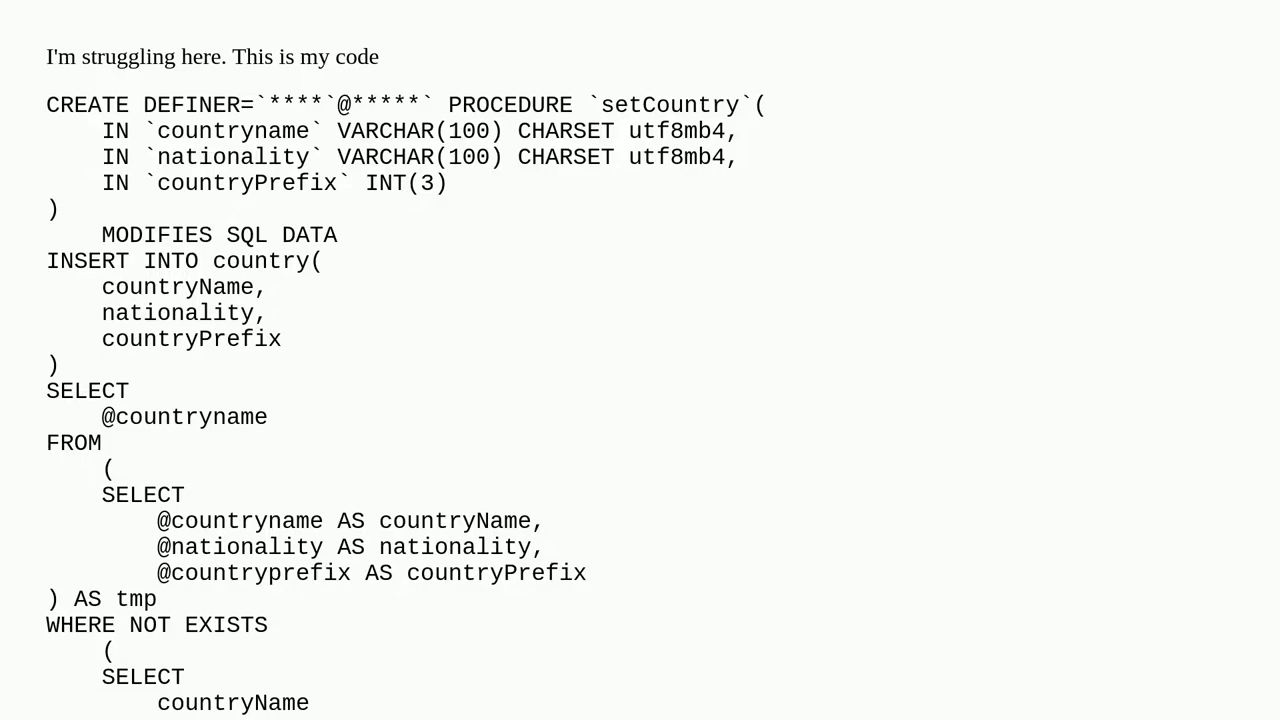 I'm struggling here. This is my code
CREATE DEFINER=`****`@*****` PROCEDURE `setCountry`(
    IN `countryname` VARCHAR(100) CHARSET utf8mb4,
    IN `nationality` VARCHAR(100) CHARSET utf8mb4,
    IN `countryPrefix` INT(3)
)
    MODIFIES SQL DATA
INSERT INTO country(
    countryName,
    nationality,
    countryPrefix
)
SELECT
    @countryname
FROM
    (
    SELECT
        @countryname AS countryName,
        @nationality AS nationality,
        @countryprefix AS countryPrefix
) AS tmp
WHERE NOT EXISTS
    (
    SELECT
        countryName